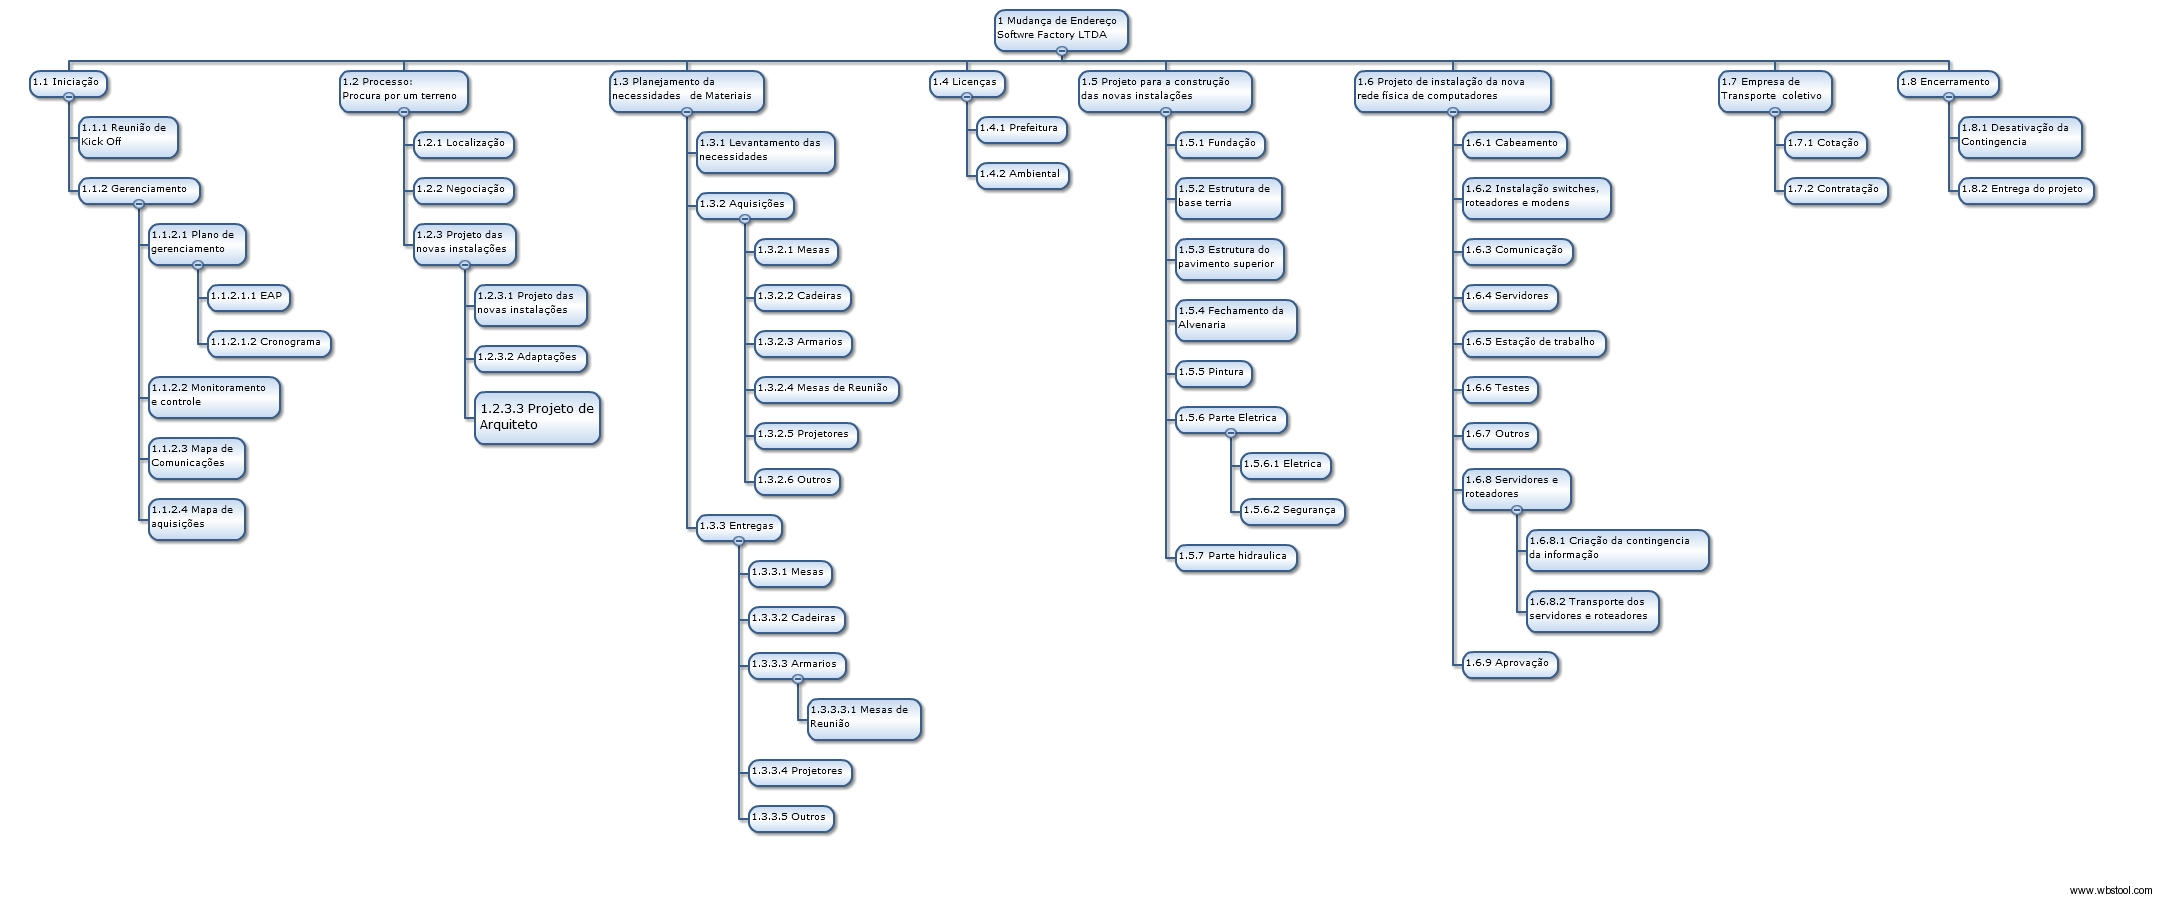 1 Mudança de Endereço
Softwre Factory LTDA
1.1 Iniciação
1.1.1 Reunião de
Kick Off
1.1.2 Gerenciamento
1.1.2.1 Plano de
gerenciamento
1.1.2.1.1 EAP
1.1.2.1.2 Cronograma
1.1.2.2 Monitoramento
e controle
1.1.2.3 Mapa de
Comunicações
1.1.2.4 Mapa de
aquisições
1.2 Processo:
Procura por um terreno
1.2.1 Localização
1.2.2 Negociação
1.2.3 Projeto das
novas instalações
1.2.3.1 Projeto das
novas instalações
1.2.3.2 Adaptações
1.2.3.3 Projeto de
Arquiteto
1.3 Planejamento da
necessidades de Materiais
1.3.1 Levantamento das
necessidades
1.3.2 Aquisições
1.3.2.1 Mesas
1.3.2.2 Cadeiras
1.3.2.3 Armarios
1.3.2.4 Mesas de Reunião
1.3.2.5 Projetores
1.3.2.6 Outros
1.3.3 Entregas
1.3.3.1 Mesas
1.3.3.2 Cadeiras
1.3.3.3 Armarios
1.3.3.3.1 Mesas de
Reunião
1.3.3.4 Projetores
1.3.3.5 Outros
1.4 Licenças
1.4.1 Prefeitura
1.4.2 Ambiental
1.5 Projeto para a construção
das novas instalações
1.5.1 Fundação
1.5.2 Estrutura de
base terria
1.5.3 Estrutura do
pavimento superior
1.5.4 Fechamento da
Alvenaria
1.5.5 Pintura
1.5.6 Parte Eletrica
1.5.6.1 Eletrica
1.5.6.2 Segurança
1.5.7 Parte hidraulica
1.6 Projeto de instalação da nova
rede física de computadores
1.6.1 Cabeamento
1.6.2 Instalação switches,
roteadores e modens
1.6.3 Comunicação
1.6.4 Servidores
1.6.5 Estação de trabalho
1.6.6 Testes
1.6.7 Outros
1.6.8 Servidores e
roteadores
1.6.8.1 Criação da contingencia
da informação
1.6.8.2 Transporte dos
servidores e roteadores
1.6.9 Aprovação
1.7 Empresa de
Transporte coletivo
1.7.1 Cotação
1.7.2 Contratação
1.8 Encerramento
1.8.1 Desativação da
Contingencia
1.8.2 Entrega do projeto
www.wbstool.com